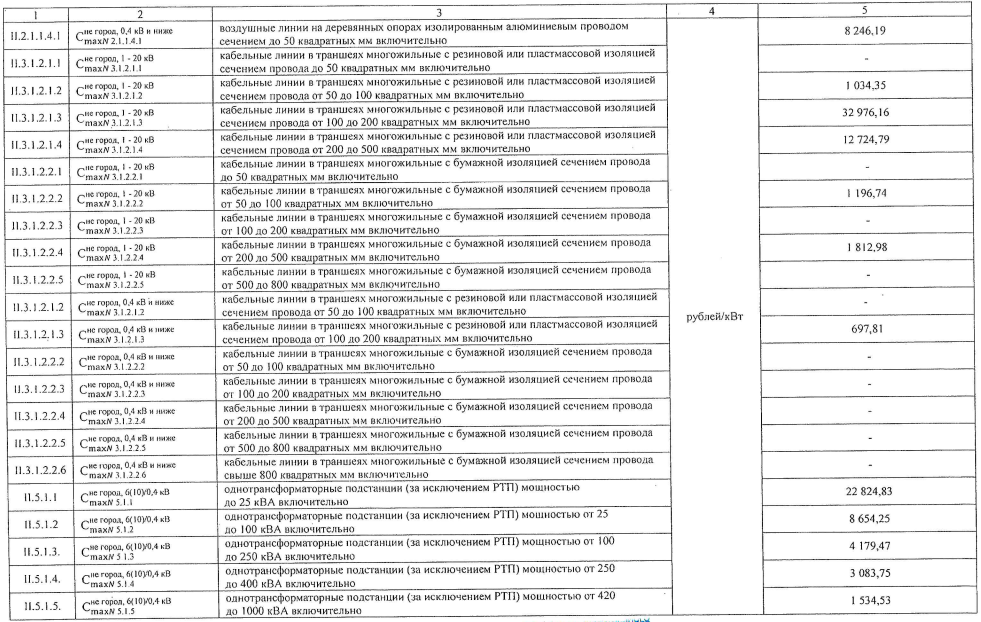 1 2 3 4 5
II.2.1.1.4.1 C не город, 0,4 кВ и ниже maxN 2.1.1.4.1 воздушные линии на деревянных опорах изолированным алюминиевым проводом 8 246,19
сечением до 50 квадратных мм включительно
II.3.1.2.1.1 C не город, 1 - 20 кВ maxN 3.1.2.1.1 кабельные линии в траншеях многожильные с резиновой или пластмассовой изоляцией -
сечением провода до 50 квадратных мм включительно
II.3.1.2.1.2 C не город, 1 - 20 кВ maxN 3.1.2.1.2 кабельные линии в траншеях многожильные с резиновой или пластмассовой изоляцией 1 034,35
сечением провода от 50 до 100 квадратных мм включительно
II.3.1.2.1.3 C не город, 1 - 20 кВ maxN 3.1.2.1.3 кабельные линии в траншеях многожильные с резиновой или пластмассовой изоляцией 32 976,16
сечением провода от 100 до 200 квадратных мм включительно
II.3.1.2.1.4 C не город, 1 - 20 кВ maxN 3.1.2.1.4 кабельные линии в траншеях многожильные с резиновой или пластмассовой изоляцией 12 724,79
сечением провода от 200 до 500 квадратных мм включительно
II.3.1.2.2.1 C не город, 1 - 20 кВ maxN 3.1.2.2.1 кабельные линии в траншеях многожильные с бумажной изоляцией сечением провода -
до 50 квадратных мм включительно
II.3.1.2.2.2 C не город, 1 - 20 кВ maxN 3.1.2.2.2 кабельные линии в траншеях многожильные с бумажной изоляцией сечением провода 1 196,74
от 50 до 100 квадратных мм включительно
II.3.1.2.2.3 C не город, 1 - 20 кВ maxN 3.1.2.2.3 кабельные линии в траншеях многожильные с бумажной изоляцией сечением провода -
от 100 до 200 квадратных мм включительно
II.3.1.2.2.4 C не город, 1 - 20 кВ maxN 3.1.2.2.4 кабельные линии в траншеях многожильные с бумажной изоляцией сечением провода 1 812,98
от 200 до 500 квадратных мм включительно
II.3.1.2.2.5 C не город, 1 - 20 кВ maxN 3.1.2.2.5 кабельные линии в траншеях многожильные с бумажной изоляцией сечением провода -
от 500 до 800 квадратных мм включительно
II.3.1.2.1.2 C не город, 0,4 кВ и ниже maxN 3.1.2.1.2 кабельные линии в траншеях многожильные с резиновой или пластмассовой изоляцией -
сечением провода от 50 до 100 квадратных мм включительно
рублей/кВт
II.3.1.2.1.3 C не город, 0,4 кВ и ниже maxN 3.1.2.1.3 кабельные линии в траншеях многожильные с резиновой или пластмассовой изоляцией 697,81
сечением провода от 100 до 200 квадратных мм включительно
II.3.1.2.2.2 C не город, 0,4 кВ и ниже maxN 3.1.2.2.2 кабельные линии в траншеях многожильные с бумажной изоляцией сечением провода -
от 50 до 100 квадратных мм включительно
II.3.1.2.2.3 C не город, 0,4 кВ и ниже maxN 3.1.2.2.3 кабельные линии в траншеях многожильные с бумажной изоляцией сечением провода -
от 100 до 200 квадратных мм включительно
II.3.1.2.2.4 C не город, 0,4 кВ и ниже maxN 3.1.2.2.4 кабельные линии в траншеях многожильные с бумажной изоляцией сечением провода -
от 200 до 500 квадратных мм включительно
II.3.1.2.2.5 C не город, 0,4 кВ и ниже maxN 3.1.2.2.5 кабельные линии в траншеях многожильные с бумажной изоляцией сечением провода -
от 500 до 800 квадратных мм включительно
II.3.1.2.2.6 C не город, 0,4 кВ и ниже maxN 3.1.2.2.6 кабельные линии в траншеях многожильные с бумажной изоляцией сечением провода -
свыше 800 квадратных мм включительно
II.5.1.1 C не город, 6(10)/0,4 кВ maxN 5.1.1 однотрансформаторные подстанции (за исключением РТП) мощностью 22 824,83
до 25 кВА включительно
II.5.1.2 C не город, 6(10)/0,4 кВ maxN 5.1.2 однотрансформаторные подстанции (за исключением РТП) мощностью от 25 8 654,25
до 100 кВА включительно
II.5.1.3. C не город, 6(10)/0,4 кВ maxN 5 1.3 однотрансформаторные подстанции (за исключением РТП) мощностью от 100 4 179,47
до 250 кВА включительно
II.5.1.4. C не город, 6(10)/0,4 кВ maxN 5.1.4 однотрансформаторные подстанции (за исключением РТП) мощностью от 250 3 083,75
до 400 кВА включительно
II.5.1.5. C не город, 6(10)/0,4 кВ maxN 5.1.5 однотрансформаторные подстанции (за исключением РТП) мощностью от 420 1 534,53
до 1000 кВА включительно